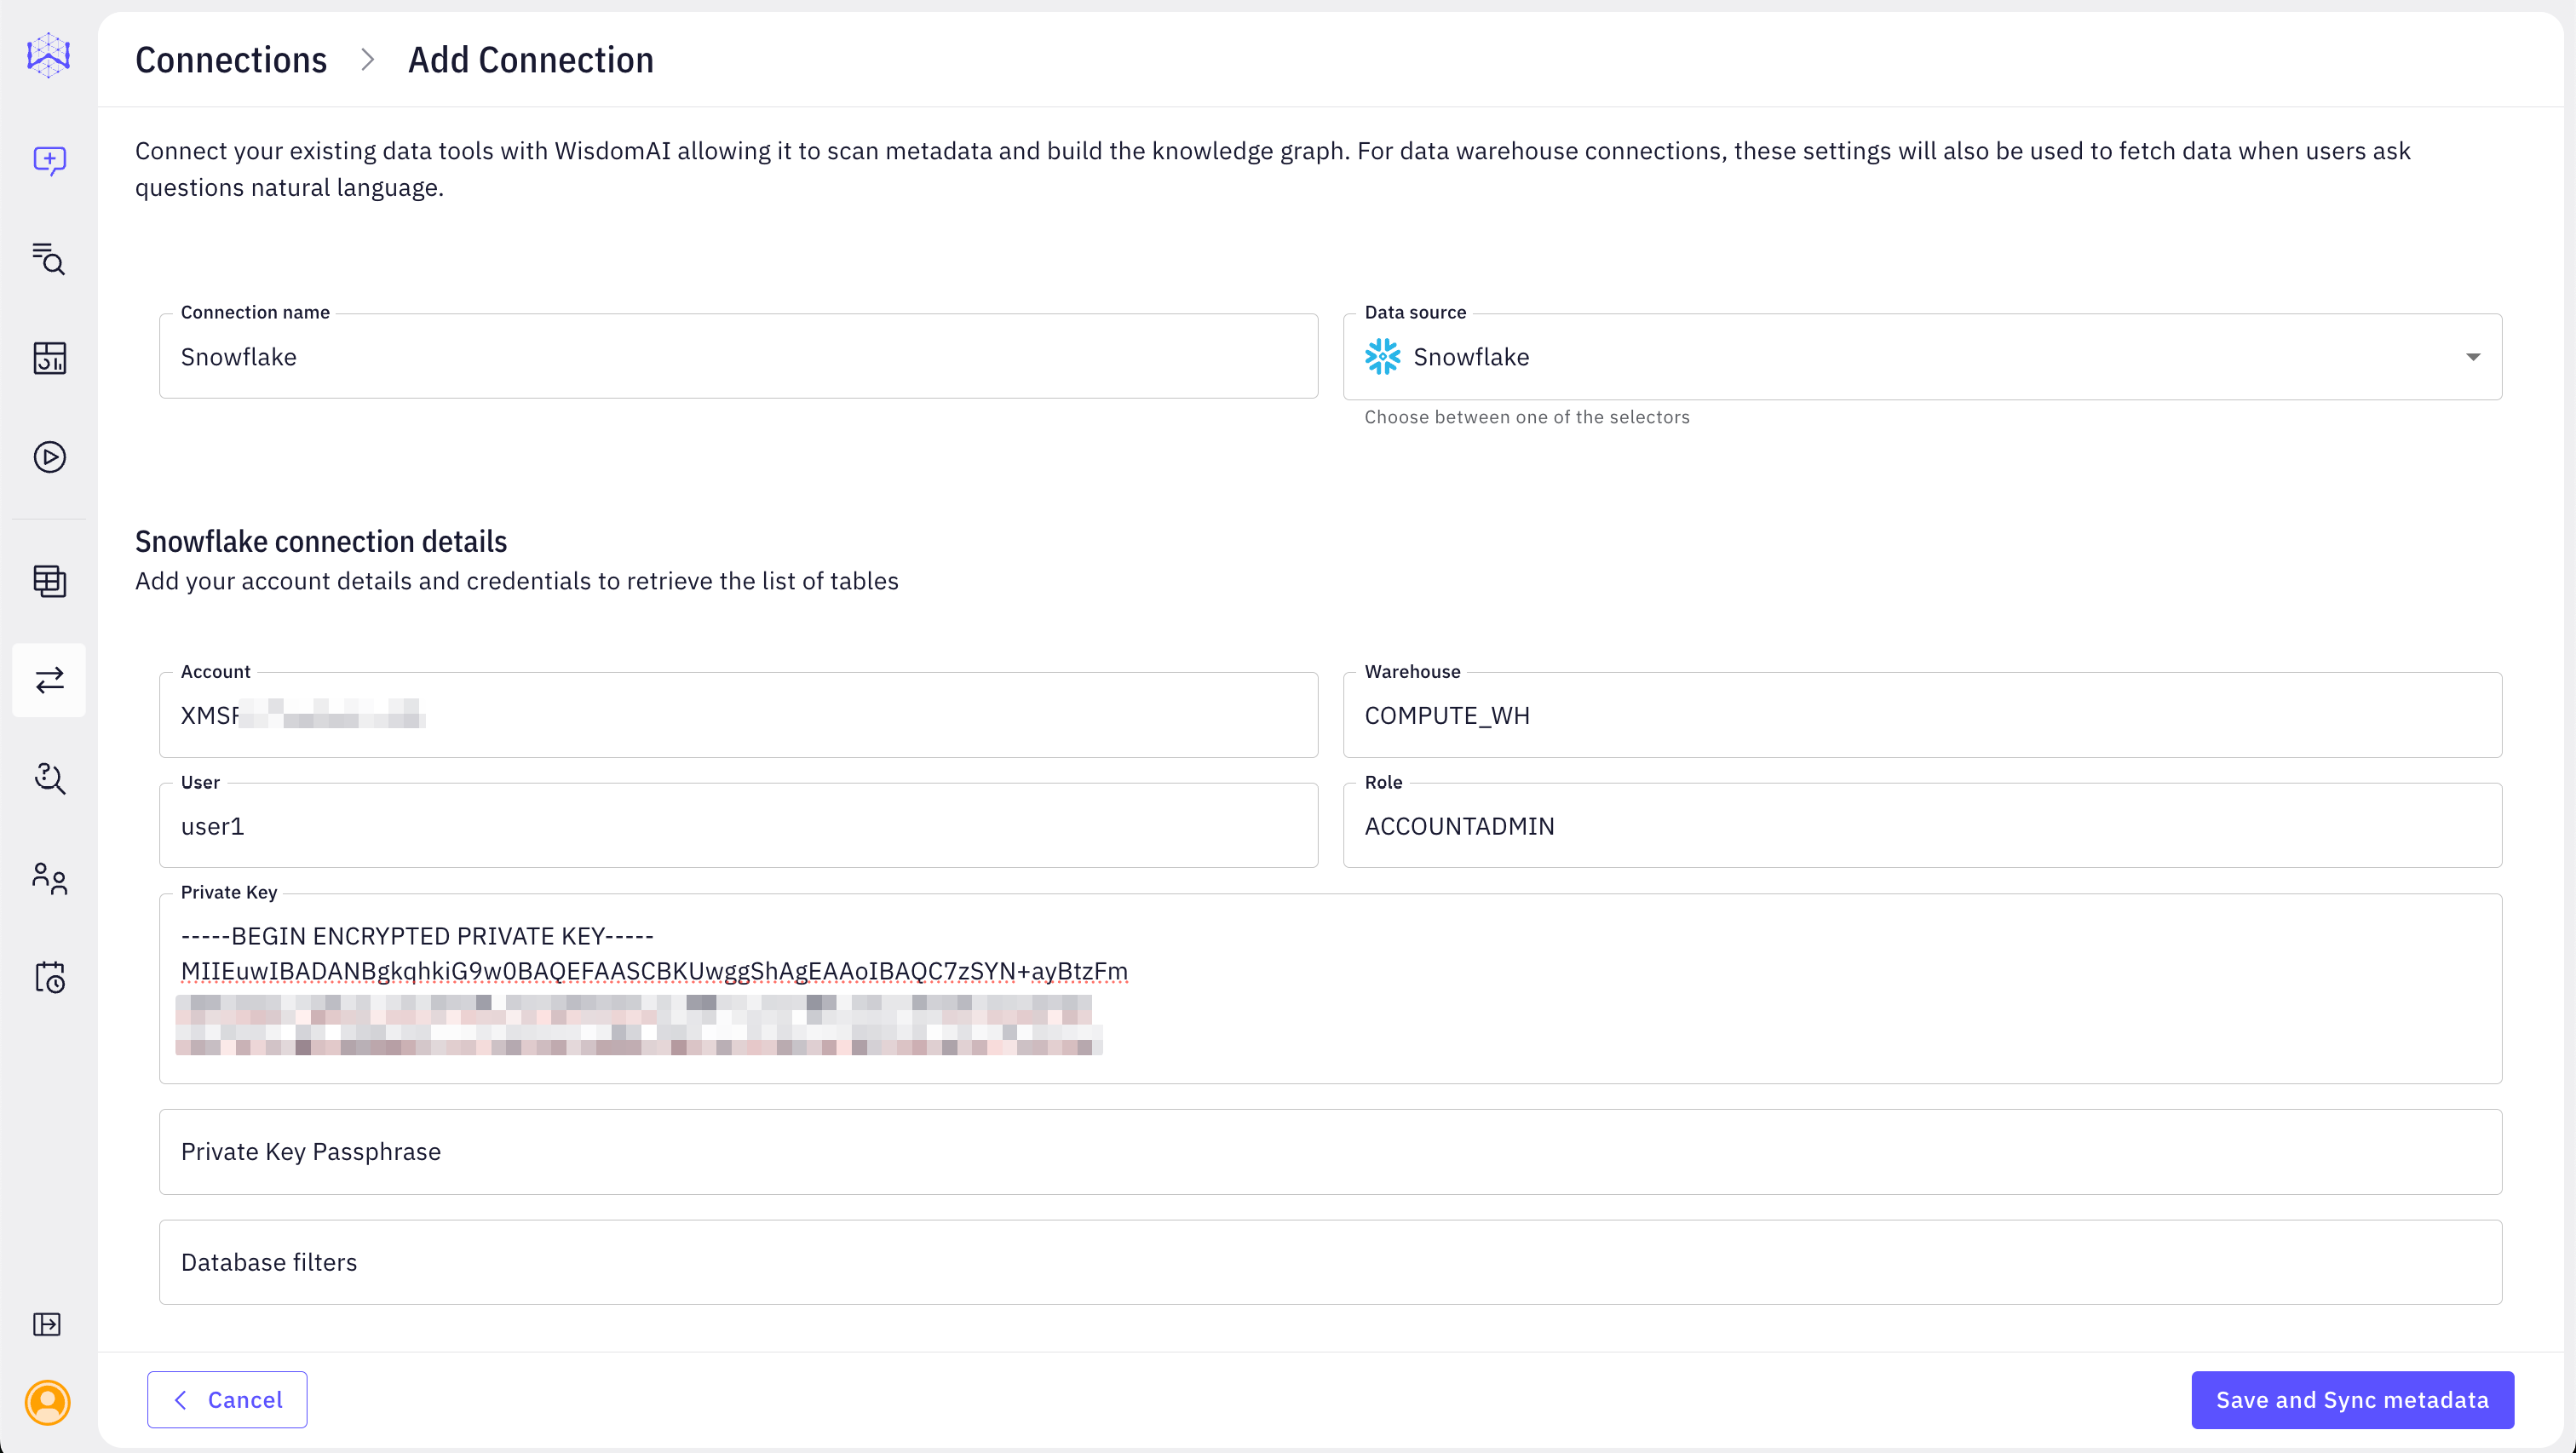 Connections > Add Connection
Connect your existing data tools with WisdomAI allowing it to scan metadata and build the knowledge graph. For data warehouse connections, these settings will also be used to fetch data when users ask
questions natural language.
Connection name
Snowflake
Data source
Snowflake
Choose between one of the selectors
Snowflake connection details
Add your account details and credentials to retrieve the list of tables
Account
Warehouse
COMPUTE_WH
User
user1
Role
ACCOUNTADMIN
Private Key
-----BEGIN ENCRYPTED PRIVATE KEY-----
MIIEuwIBADANBgkqhkiG9w0BAQEFAASCBKUwggShAgEAAoIBAQC7zSYN+ayBtzFm
Private Key Passphrase
Database filters
Cancel
Save and Sync metadata